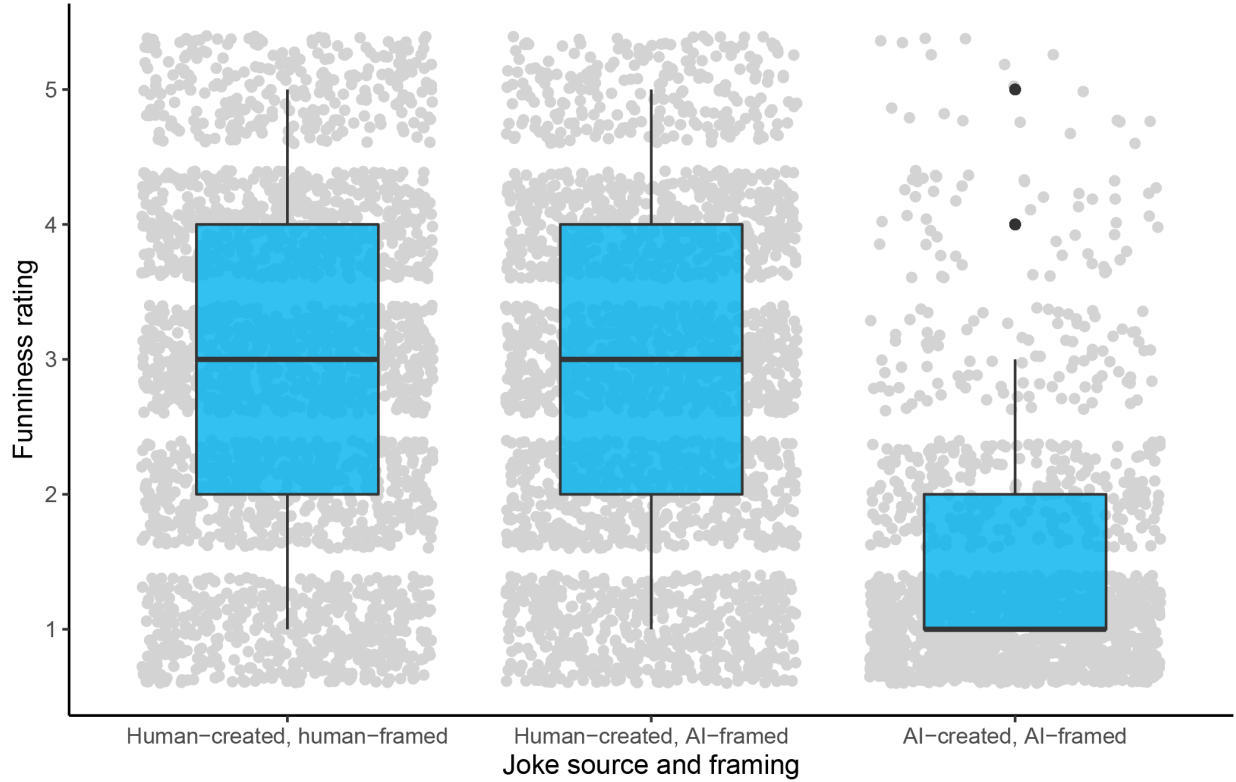 Funniness rating
5
4
3
2
1
Human−created, human−framed
Human−created, AI−framed
AI−created, AI−framed
Joke source and framing